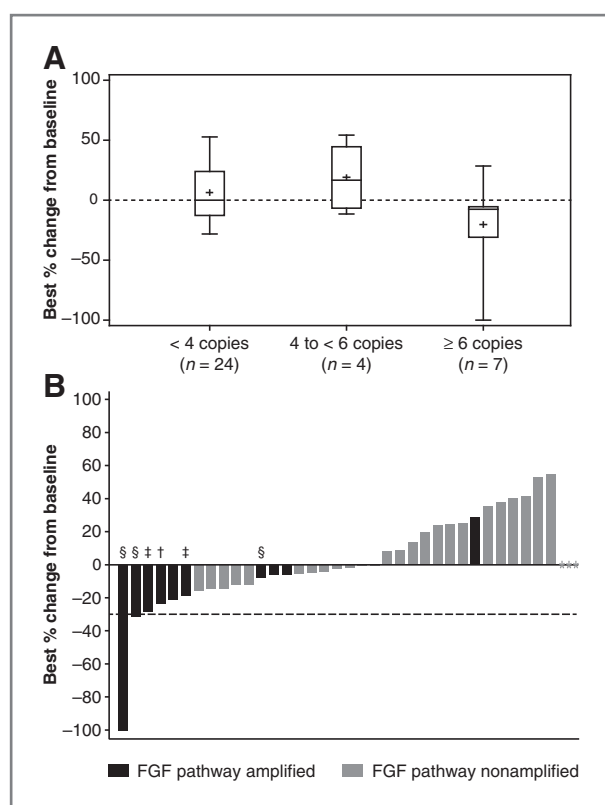 A
Best % change from baseline
100
50
0
−50
−100
< 4 copies
(n = 24)
4 to < 6 copies
(n = 4)
≥ 6 copies
(n = 7)
B
Best % change from baseline
100
80
60
40
20
0
−20
−40
−60
−80
−100
§ § ‡ † ‡ §
***
FGF pathway amplified
FGF pathway nonamplified